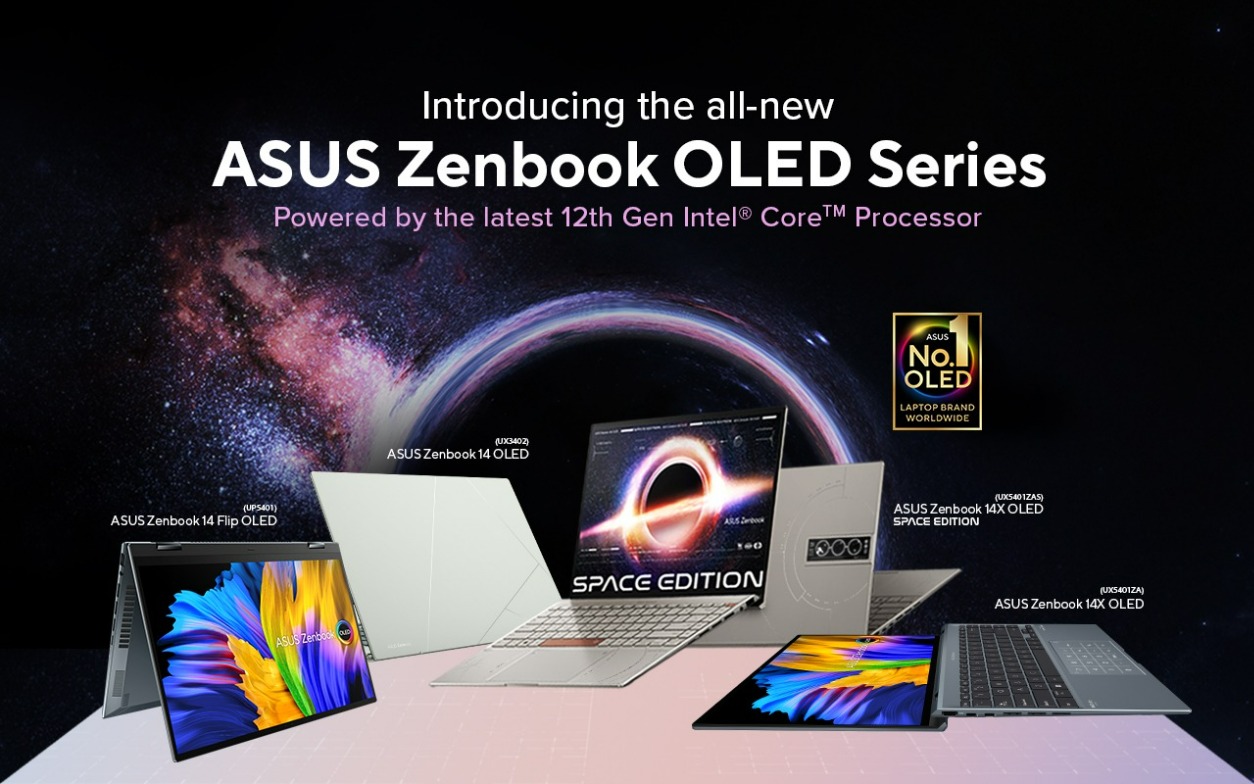 Introducing the all-new
ASUS Zenbook OLED Series
Powered by the latest 12th Gen Intel® Core™ Processor
ASUS
No.1
OLED
LAPTOP BRAND
WORLDWIDE
(UX3402)
ASUS Zenbook 14 OLED
(UP5401)
ASUS Zenbook 14 Flip OLED
(UX5401ZAS)
ASUS Zenbook 14X OLED
SPACE EDITION
ASUS Zenbook
SPACE EDITION
(UX5401ZA)
ASUS Zenbook 14X OLED
ASUS Zenbook
OLED